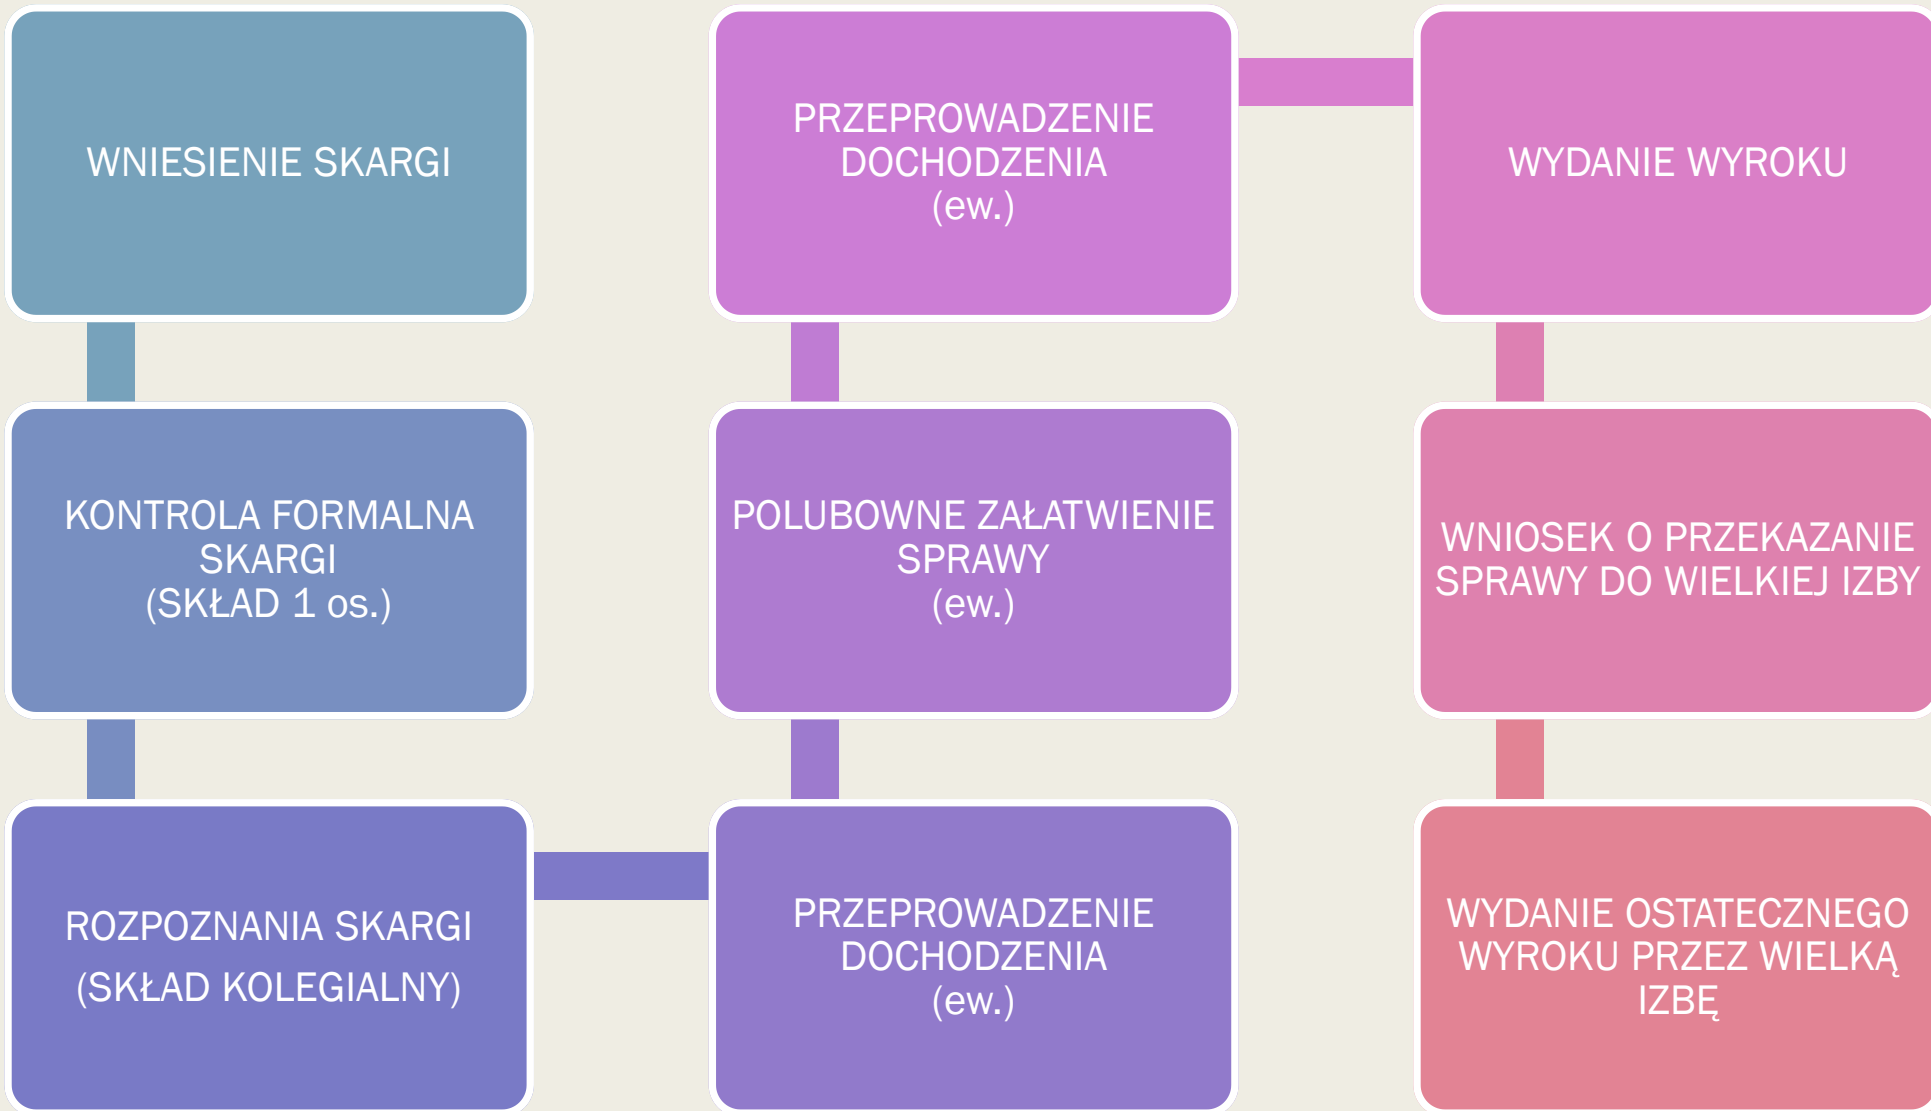 WNIESIENIE SKARGI
KONTROLA FORMALNA
SKARGI
(SKŁAD 1 os.)
ROZPOZNANIA SKARGI
(SKŁAD KOLEGIALNY)
PRZEPROWADZENIE
DOCHODZENIA
(ew.)
POLUBOWNE ZAŁATWIENIE
SPRAWY
(ew.)
PRZEPROWADZENIE
DOCHODZENIA
(ew.)
WYDANIE WYROKU
WNIOSEK O PRZEKAZANIE
SPRAWY DO WIELKIEJ IZBY
WYDANIE OSTATECZNEGO
WYROKU PRZEZ WIELKĄ
IZBĘ